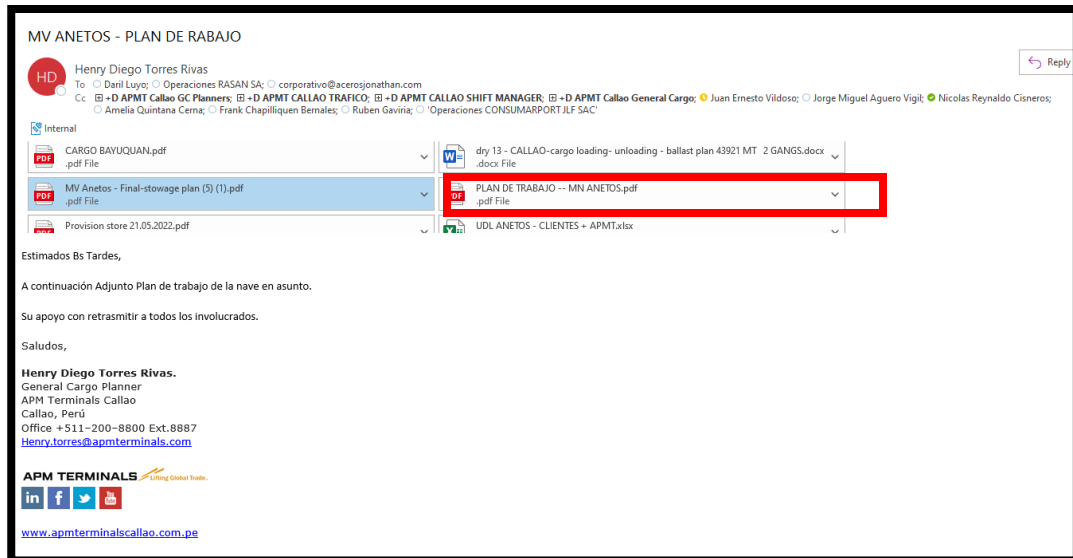 MV ANETOS - PLAN DE RABAJO
HD
Henry Diego Torres Rivas
Reply
To Daril Luyo; Operaciones RASAN SA; corporativo@acerosjonathan.com
Cc +D APMT Callao GC Planners; +D APMT CALLAO TRAFICO; +D APMT CALLAO SHIFT MANAGER; +D APMT Callao General Cargo; Juan Ernesto Vildoso; Jorge Miguel Aguero Vigil; Nicolas Reynaldo Cisneros;
Amelia Quintana Cerna; Frank Chapilliquen Bernales; Ruben Gaviria; 'Operaciones CONSUMARPORT JLF SAC'
Internal
PDF
CARGO BAYUQUAN.pdf
.pdf File
dry 13 - CALLAO-cargo loading- unloading - ballast plan 43921 MT 2 GANGS.docx
.docx File
PDF
MV Anetos - Final-stowage plan (5) (1).pdf
.pdf File
PDF
PLAN DE TRABAJO -- MN ANETOS.pdf
.pdf File
PDF
Provision store 21.05.2022.pdf
UDL ANETOS - CLIENTES + APMT.xlsx
Estimados Bs Tardes,
A continuación Adjunto Plan de trabajo de la nave en asunto.
Su apoyo con retrasmitir a todos los involucrados.
Saludos,
Henry Diego Torres Rivas.
General Cargo Planner
APM Terminals Callao
Callao, Perú
Office +511–200–8800 Ext.8887
Henry.torres@apmterminals.com
APM TERMINALS Lifting Global Trade.
in f You Tube
www.apmterminalscallao.com.pe